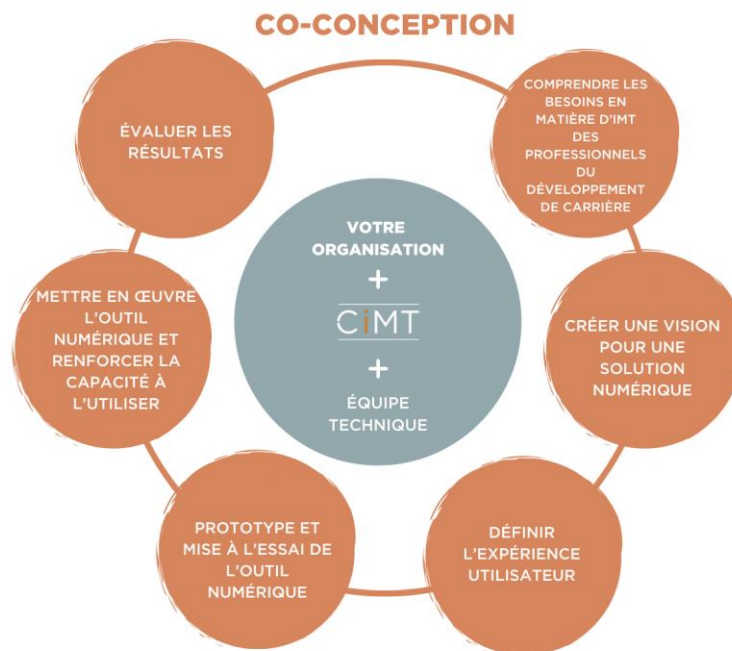 CO-CONCEPTION
COMPRENDRE LES
BESOINS EN
MATIÈRE D'IMT
DES
PROFESSIONNELS
DU
DÉVELOPPEMENT
DE CARRIÈRE
CRÉER UNE VISION
POUR UNE
SOLUTION
NUMÉRIQUE
DÉFINIR
L'EXPÉRIENCE
UTILISATEUR
PROTOTYPE ET
MISE À L'ESSAI DE
L'OUTIL
NUMÉRIQUE
METTRE EN ŒUVRE
L'OUTIL
NUMÉRIQUE ET
RENFORCER LA
CAPACITÉ À
L'UTILISER
ÉVALUER LES
RÉSULTATS
VOTRE
ORGANISATION
+
CiMT
+
ÉQUIPE
TECHNIQUE